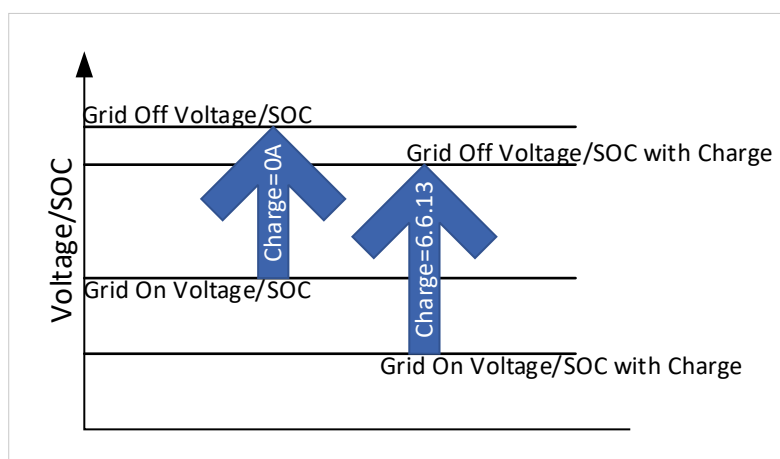 Grid Off Voltage/SOC
Grid Off Voltage/SOC with Charge
Voltage/SOC
Charge=0A
Charge=6.6.13
Grid On Voltage/SOC
Grid On Voltage/SOC with Charge